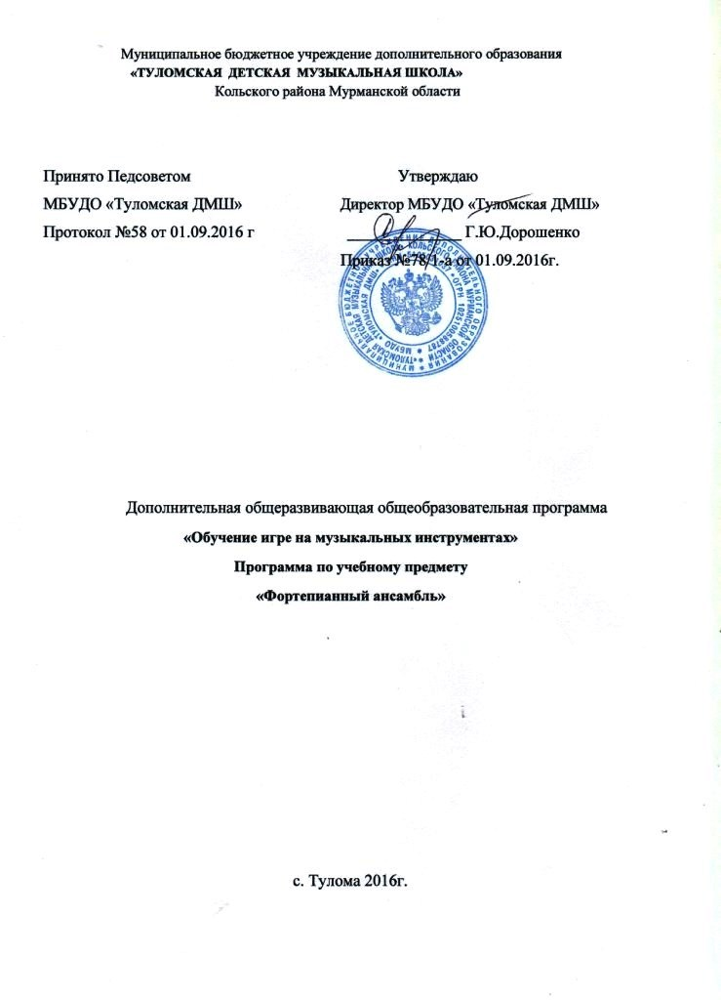 Муниципальное бюджетное учреждение дополнительного образования
«ТУЛОМСКАЯ ДЕТСКАЯ МУЗЫКАЛЬНАЯ ШКОЛА»
Кольского района Мурманской области
Принято Педсоветом
МБУДО «Туломская ДМШ»
Протокол №58 от 01.09.2016 г
Утверждаю
Директор МБУДО «Туломская ДМШ»
______________ Г.Ю.Дорошенко
Приказ №78/1-а от 01.09.2016г.
Дополнительная общеразвивающая общеобразовательная программа
«Обучение игре на музыкальных инструментах»
Программа по учебному предмету
«Фортепианный ансамбль»
с. Тулома 2016г.